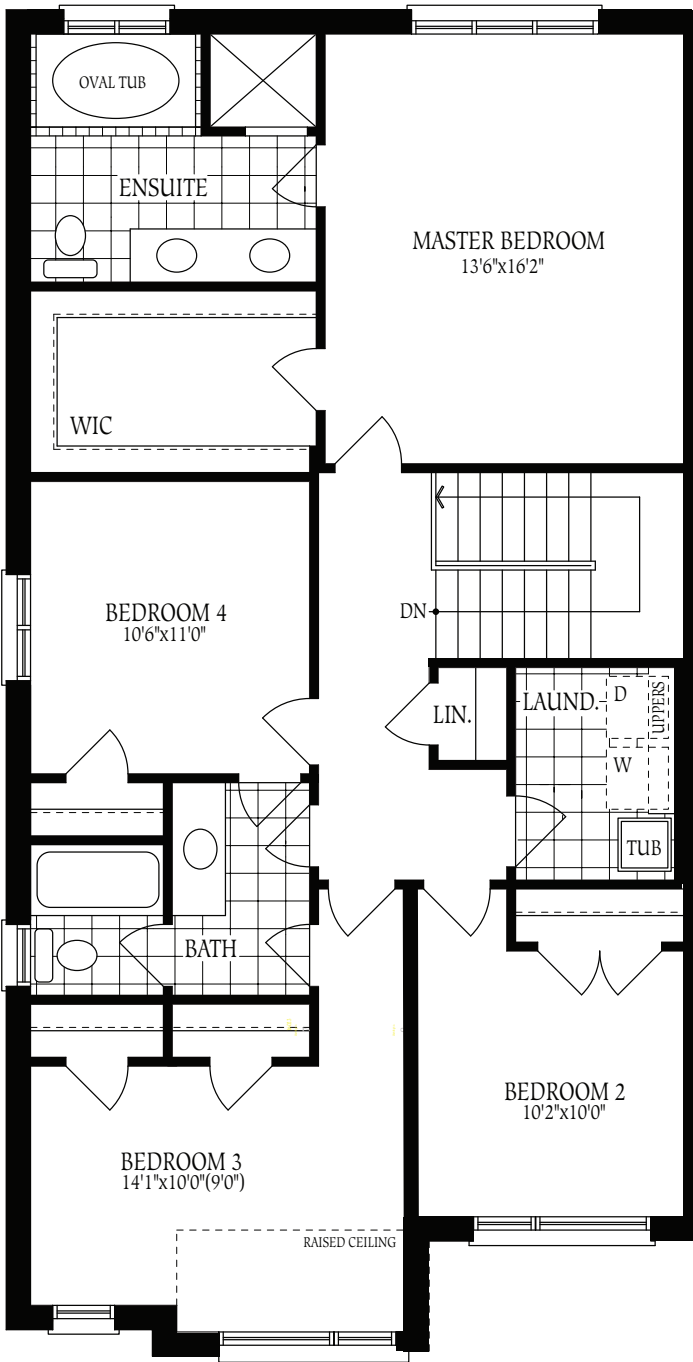 OVAL TUB
ENSUITE
MASTER BEDROOM
13'6"x16'2"
WIC
BEDROOM 4
10'6"x11'0"
DN
LIN.
LAUND.
D
UPPERS
W
TUB
BATH
BEDROOM 2
10'2"x10'0"
BEDROOM 3
14'1"x10'0"(9'0")
RAISED CEILING